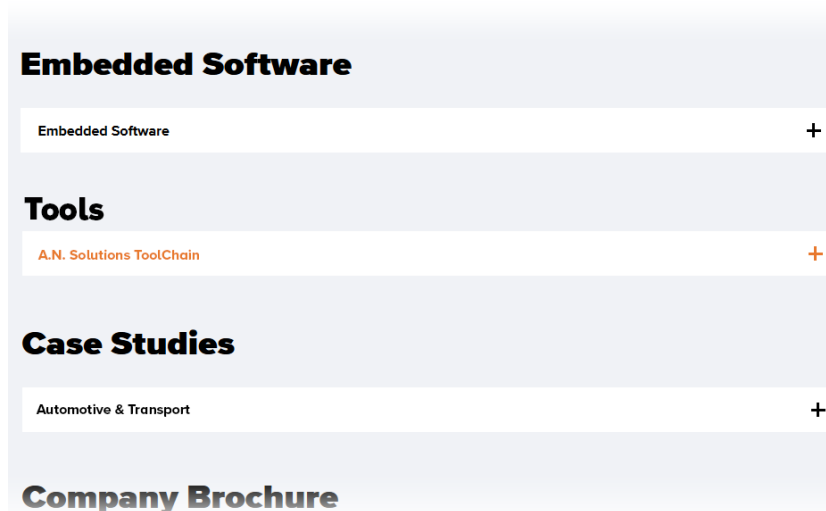 Embedded Software
Embedded Software
Tools
A.N. Solutions ToolChain
Case Studies
Automotive & Transport
Company Brochure